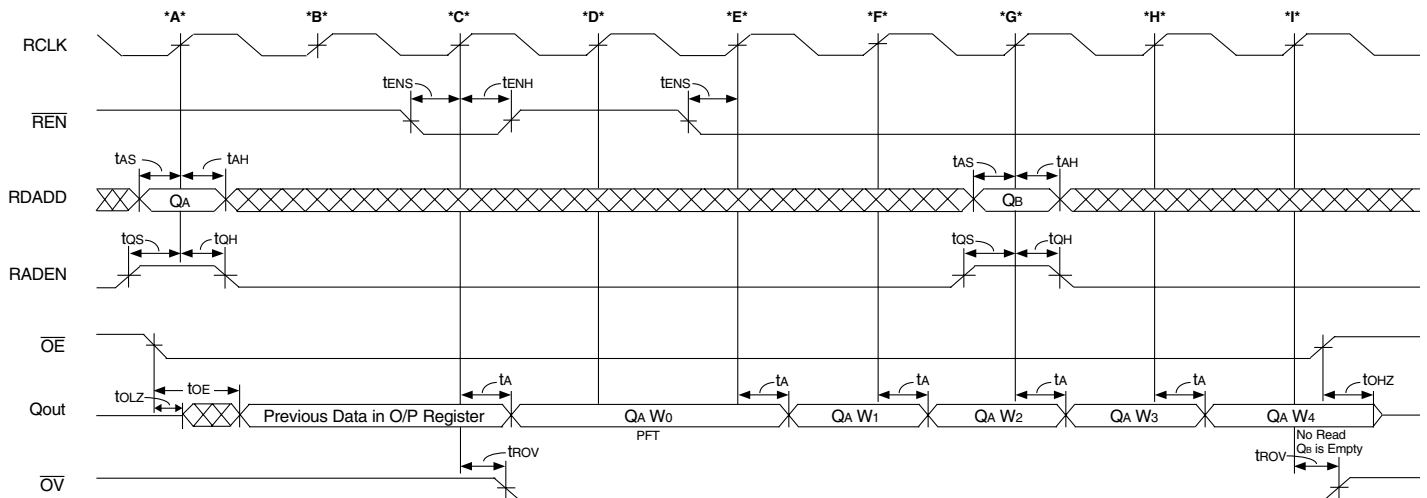 *A* *B* *C* *D* *E* *F* *G* *H* *I*
RCLK
tENS tENH tENS
REN
tAS tAH tAS tAH
RDADD QA QB
tQS tQH tQS tQH
RADEN
OE
tOLZ tOE tA tA tA tA tA tOHZ
Qout Previous Data in O/P Register QA W0 QA W1 QA W2 QA W3 QA W4
PFT
No Read
QB is Empty
tROV tROV
OV